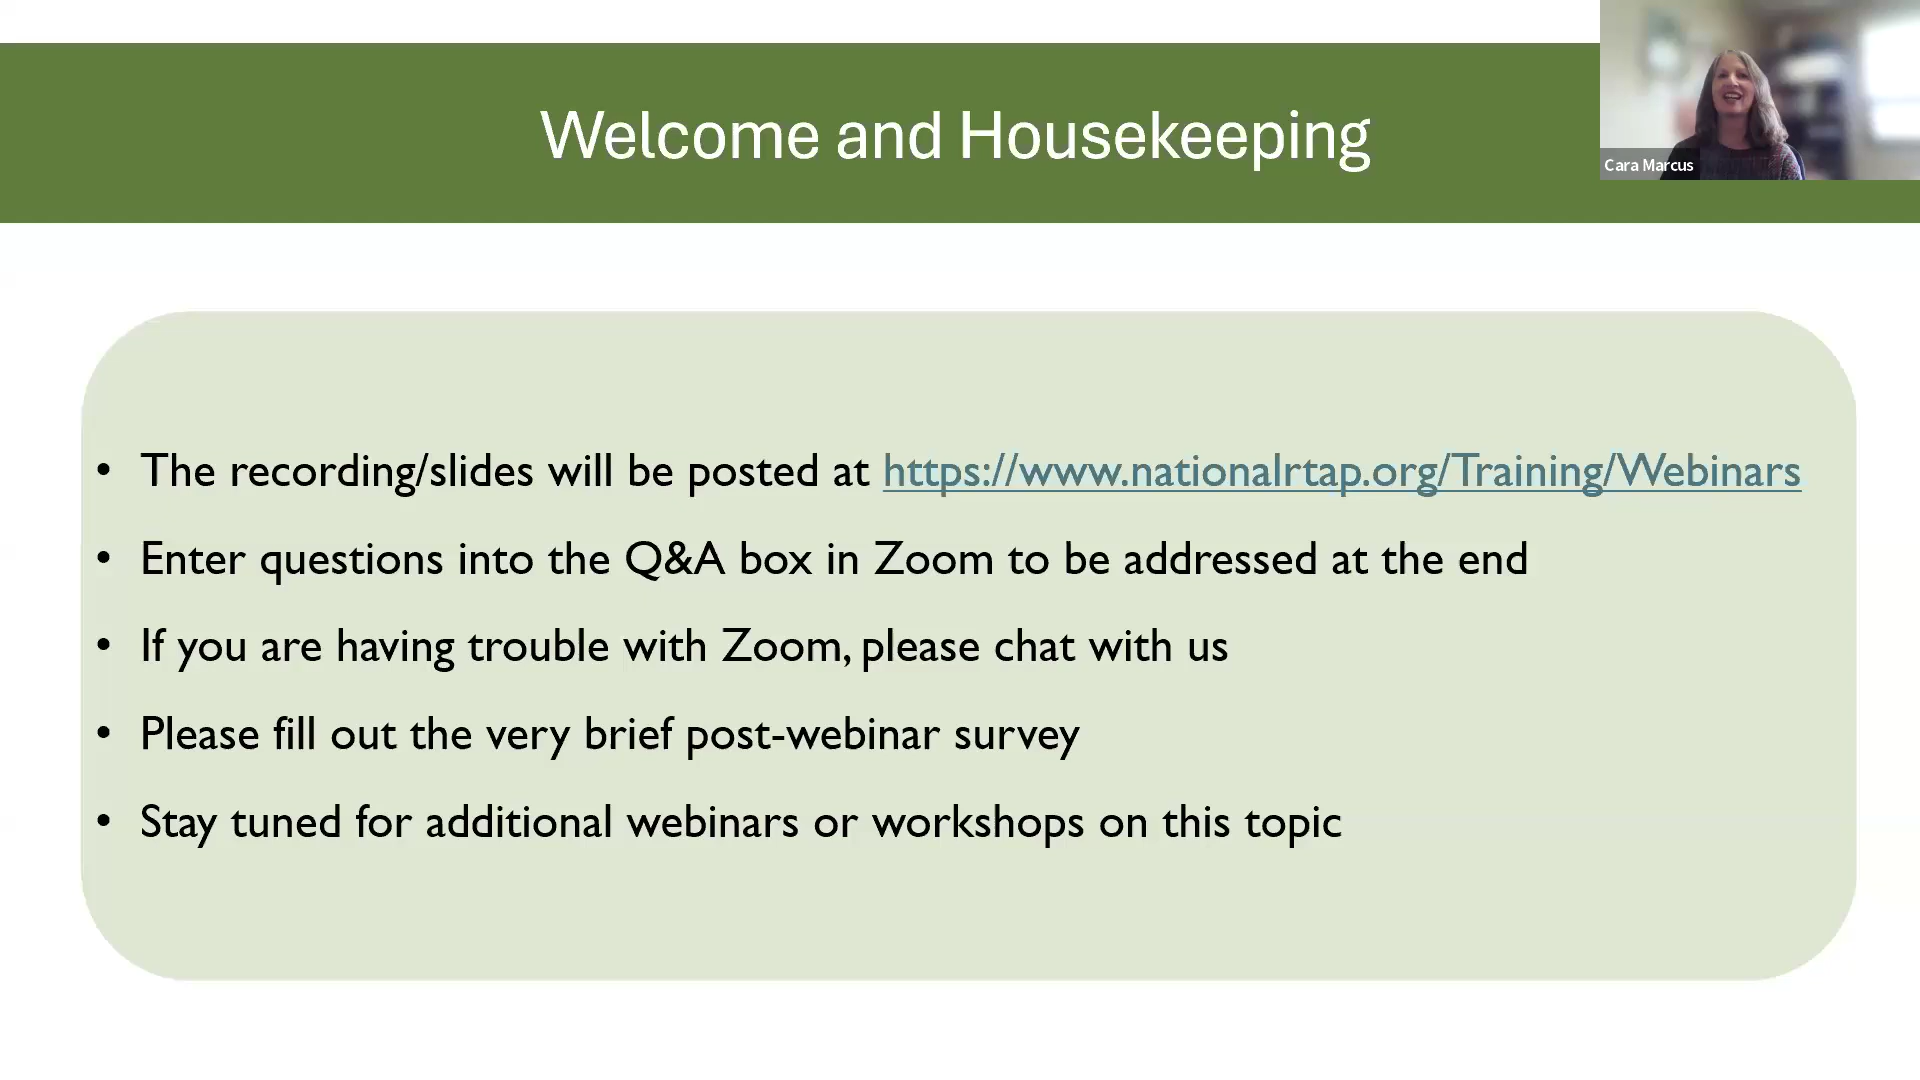 Welcome and Housekeeping
Cara Marcus
• The recording/slides will be posted at https://www.nationalrtap.org/Training/Webinars
• Enter questions into the Q&A box in Zoom to be addressed at the end
• If you are having trouble with Zoom, please chat with us
• Please fill out the very brief post-webinar survey
• Stay tuned for additional webinars or workshops on this topic